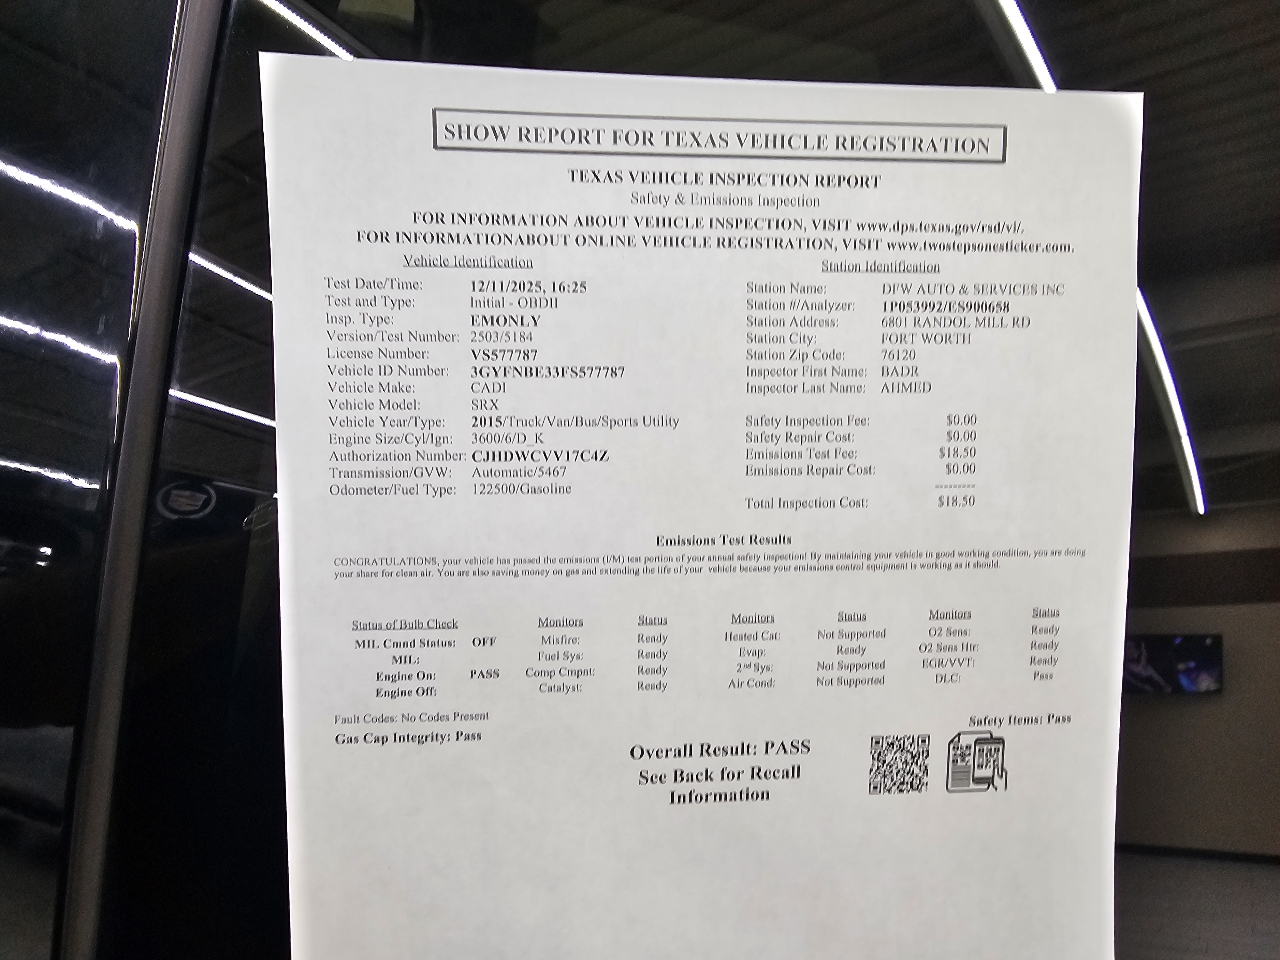 SHOW REPORT FOR TEXAS VEHICLE REGISTRATION
TEXAS VEHICLE INSPECTION REPORT
Safety & Emissions Inspection
FOR INFORMATION ABOUT VEHICLE INSPECTION, VISIT www.dps.texas.gov/rsd/vi/.
FOR INFORMATIONABOUT ONLINE VEHICLE REGISTRATION, VISIT www.twostepsonesticker.com.
Vehicle Identification
Test Date/Time: 12/11/2025, 16:25
Test and Type: Initial - OBDII
Insp. Type: EMONLY
Version/Test Number: 2503/5184
License Number: VS577787
Vehicle ID Number: 3GYFNBE33FS577787
Vehicle Make: CADI
Vehicle Model: SRX
Vehicle Year/Type: 2015/Truck/Van/Bus/Sports Utility
Engine Size/Cyl/Ign: 3600/6/D_K
Authorization Number: CJHDWCVV17C4Z
Transmission/GVW: Automatic/5467
Odometer/Fuel Type: 122500/Gasoline
Station Identification
Station Name: DFW AUTO & SERVICES INC
Station #/Analyzer: 1P053992/ES900658
Station Address: 6801 RANDOL MILL RD
Station City: FORT WORTH
Station Zip Code: 76120
Inspector First Name: BADR
Inspector Last Name: AHMED
Safety Inspection Fee: $0.00
Safety Repair Cost: $0.00
Emissions Test Fee: $18.50
Emissions Repair Cost: $0.00
---------
Total Inspection Cost: $18.50
Emissions Test Results
CONGRATULATIONS, your vehicle has passed the emissions (I/M) test portion of your annual safety inspection! By maintaining your vehicle in good working condition, you are doing
your share for clean air. You are also saving money on gas and extending the life of your vehicle because your emissions control equipment is working as it should.
Status of Bulb Check Monitors Status Monitors Status Monitors Status
MIL Cmnd Status: OFF Misfire: Ready Heated Cat: Not Supported O2 Sens: Ready
MIL: Fuel Sys: Ready Evap: Ready O2 Sens Htr: Ready
Engine On: PASS Comp Cmpnt: Ready 2nd Sys: Not Supported EGR/VVT: Ready
Engine Off: Catalyst: Ready Air Cond: Not Supported DLC: Pass
Fault Codes: No Codes Present
Gas Cap Integrity: Pass
Safety Items: Pass
Overall Result: PASS
See Back for Recall
Information